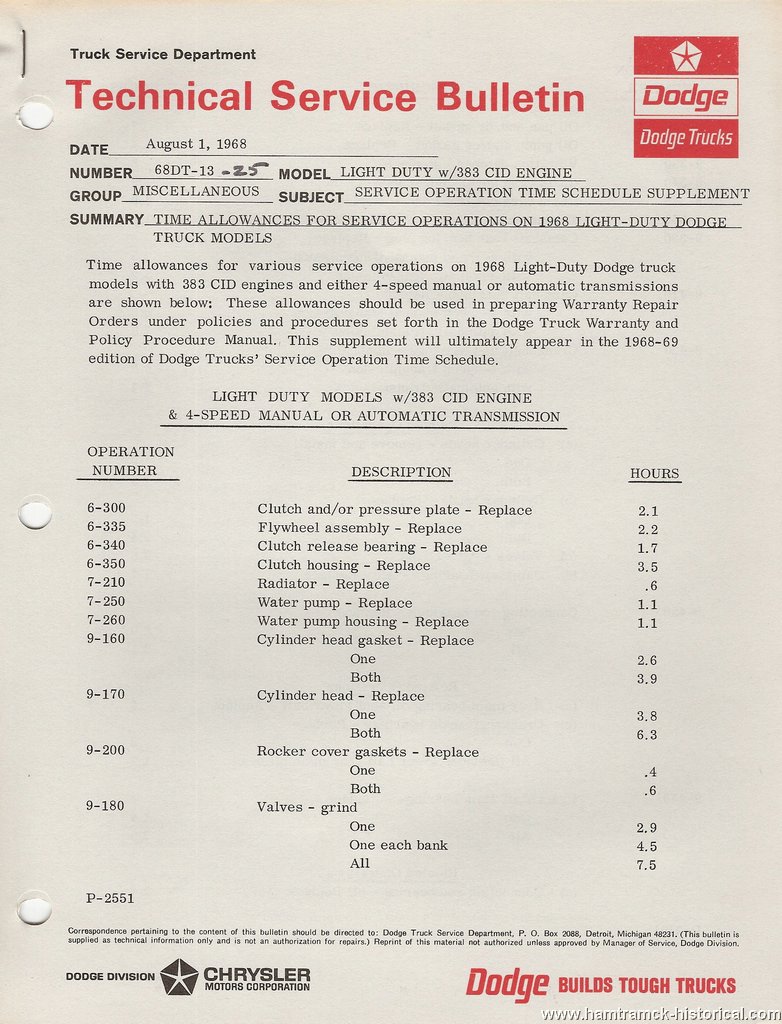 Truck Service Department
Technical Service Bulletin
Dodge
Dodge Trucks
DATE August 1, 1968
NUMBER 68DT-13 -25 MODEL LIGHT DUTY w/383 CID ENGINE
GROUP MISCELLANEOUS SUBJECT SERVICE OPERATION TIME SCHEDULE SUPPLEMENT
SUMMARY TIME ALLOWANCES FOR SERVICE OPERATIONS ON 1968 LIGHT-DUTY DODGE
TRUCK MODELS
Time allowances for various service operations on 1968 Light-Duty Dodge truck
models with 383 CID engines and either 4-speed manual or automatic transmissions
are shown below: These allowances should be used in preparing Warranty Repair
Orders under policies and procedures set forth in the Dodge Truck Warranty and
Policy Procedure Manual. This supplement will ultimately appear in the 1968-69
edition of Dodge Trucks' Service Operation Time Schedule.
LIGHT DUTY MODELS w/383 CID ENGINE
& 4-SPEED MANUAL OR AUTOMATIC TRANSMISSION
OPERATION
NUMBER DESCRIPTION HOURS
6-300 Clutch and/or pressure plate - Replace 2.1
6-335 Flywheel assembly - Replace 2.2
6-340 Clutch release bearing - Replace 1.7
6-350 Clutch housing - Replace 3.5
7-210 Radiator - Replace .6
7-250 Water pump - Replace 1.1
7-260 Water pump housing - Replace 1.1
9-160 Cylinder head gasket - Replace
One 2.6
Both 3.9
9-170 Cylinder head - Replace
One 3.8
Both 6.3
9-200 Rocker cover gaskets - Replace
One .4
Both .6
9-180 Valves - grind
One 2.9
One each bank 4.5
All 7.5
P-2551
Correspondence pertaining to the content of this bulletin should be directed to: Dodge Truck Service Department, P. O. Box 2088, Detroit, Michigan 48231. (This bulletin is
supplied as technical information only and is not an authorization for repairs.) Reprint of this material not authorized unless approved by Manager of Service, Dodge Division.
DODGE DIVISION CHRYSLER
MOTORS CORPORATION
Dodge BUILDS TOUGH TRUCKS
www.hamtramck-historical.com